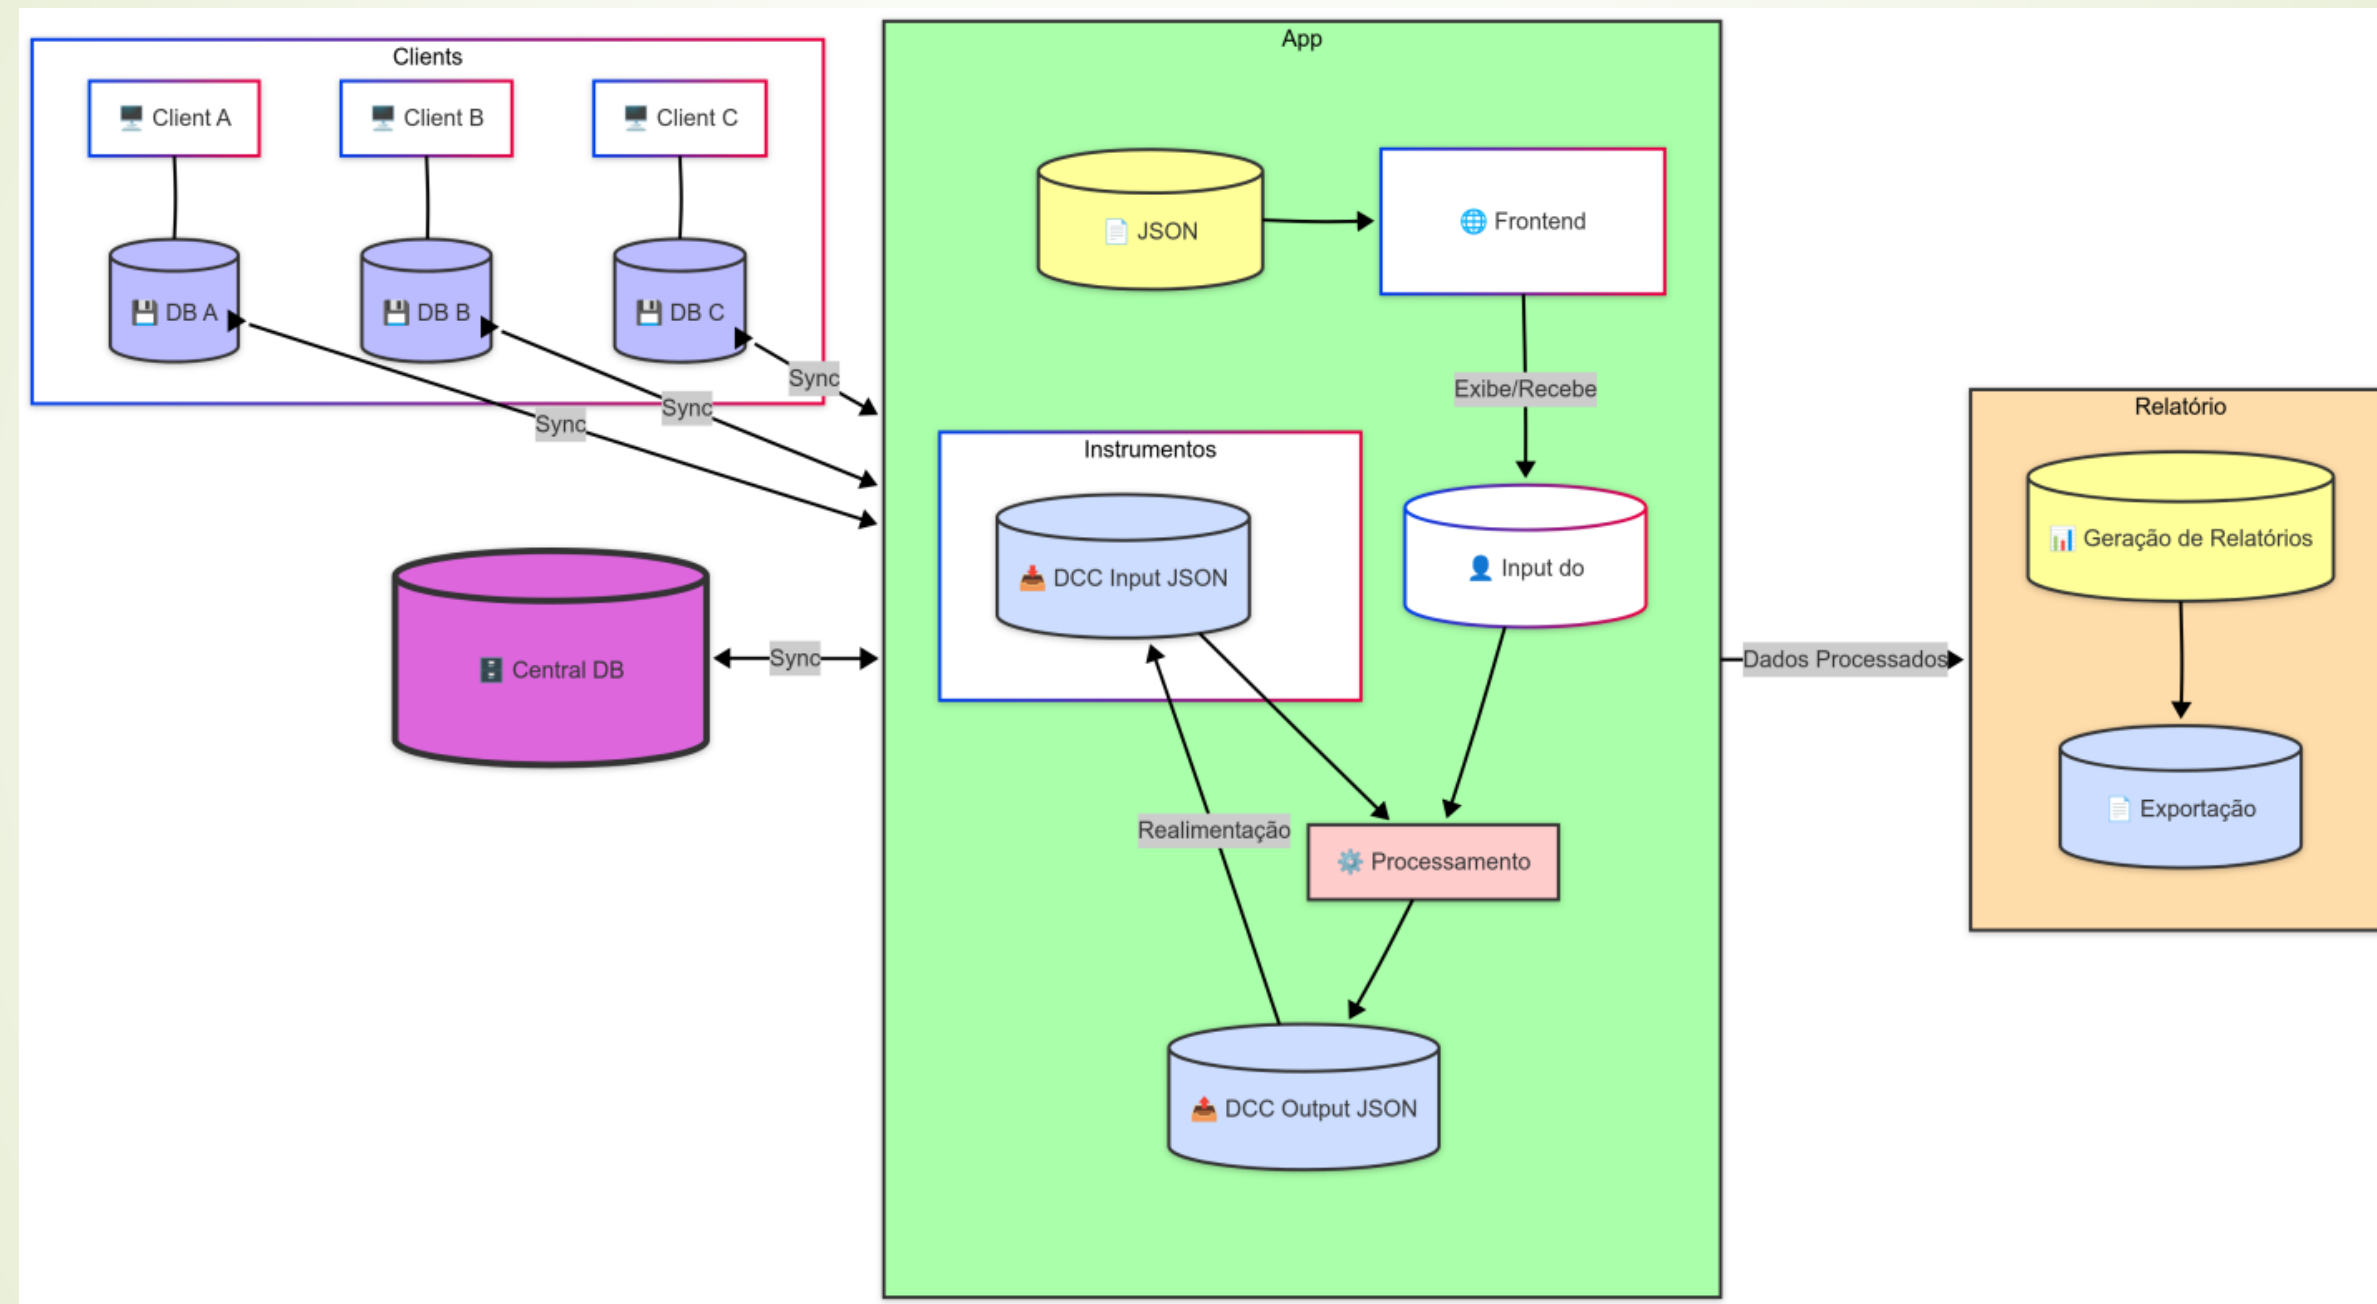 Clients
Client A
Client B
Client C
DB A
DB B
DB C
Sync
Sync
Sync
Central DB
Sync
App
JSON
Frontend
Exibe/Recebe
Instrumentos
DCC Input JSON
Input do
Realimentação
Processamento
DCC Output JSON
Dados Processados
Relatório
Geração de Relatórios
Exportação